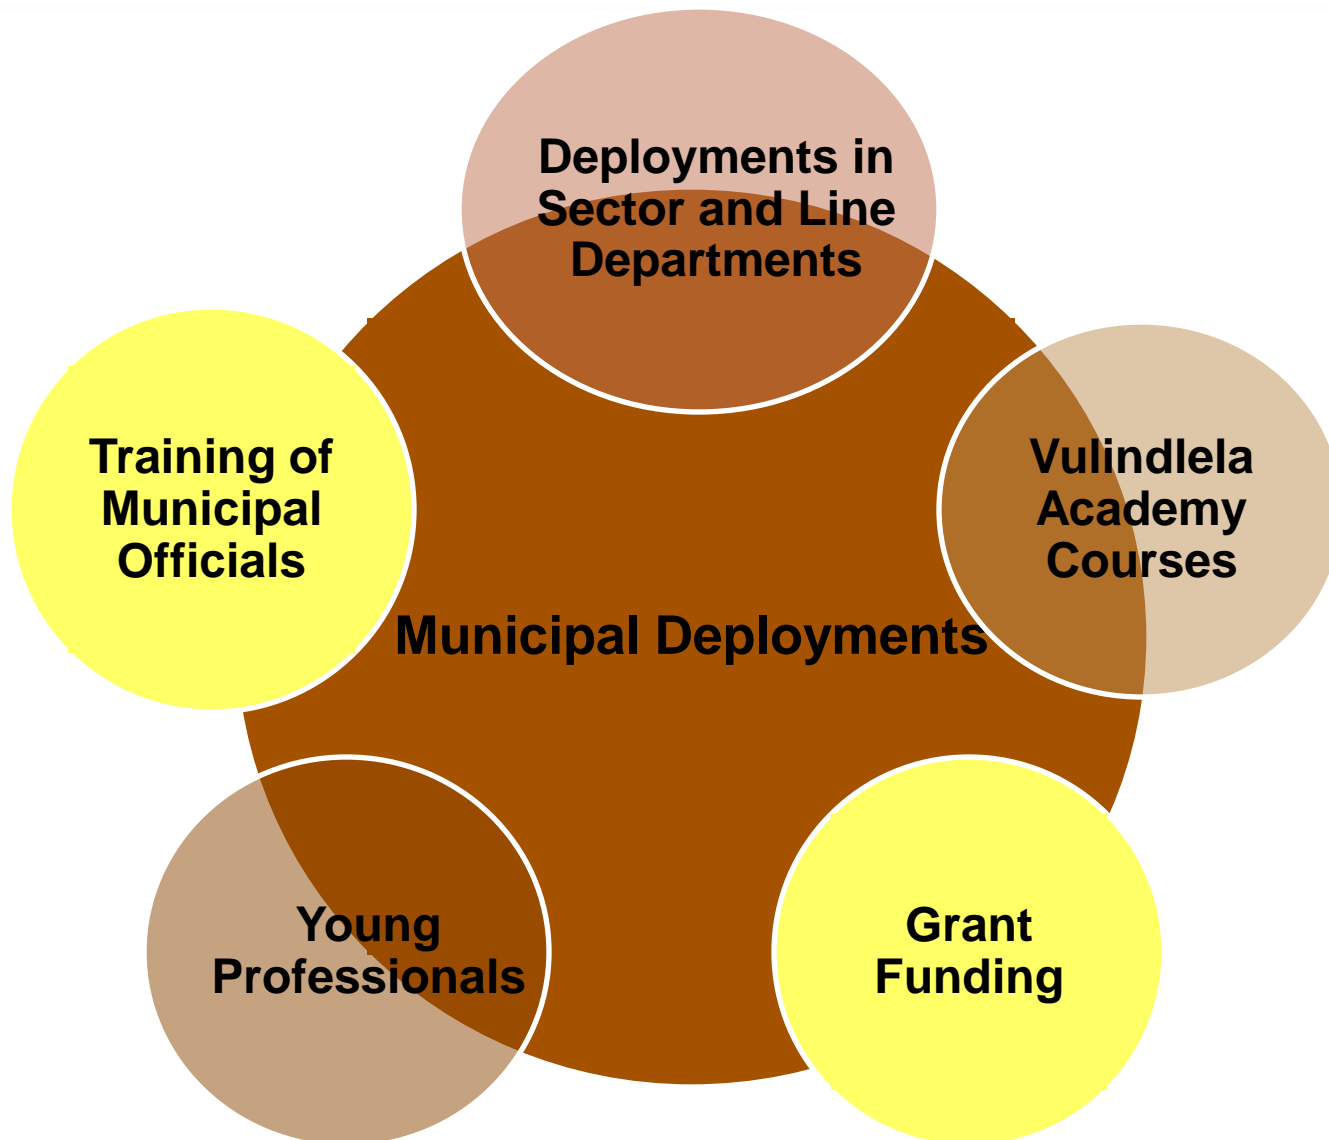 Deployments in
Sector and Line
Departments
Training of
Municipal
Officials
Vulindlela
Academy
Courses
Municipal Deployments
Young
Professionals
Grant
Funding